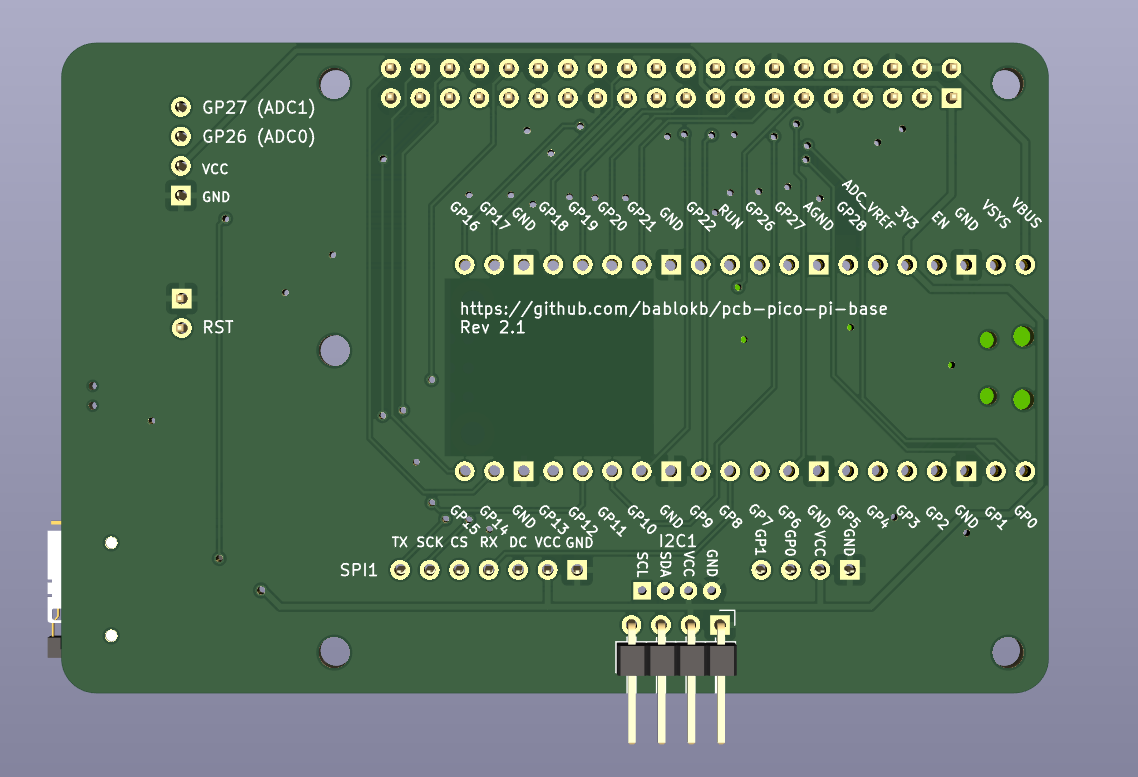 GP27 (ADC1)
GP26 (ADC0)
VCC
GND
GP16 GP17 GND GP18 GP19 GP20 GP21 GND GP22 RUN GP26 GP27 AGND GP28 ADC_VREF 3V3 EN GND VSYS VBUS
https://github.com/bablokb/pcb-pico-pi-base
Rev 2.1
RST
GP15 GP14 GND GP13 GP12 GP11 GP10 GND GP9 GP8 GP7 GP6 GND GP5 GP4 GP3 GP2 GND GP1 GP0
TX SCK CS RX DC VCC GND
SPI1
I2C1
SCL SDA VCC GND
GP1 GP0 VCC GND